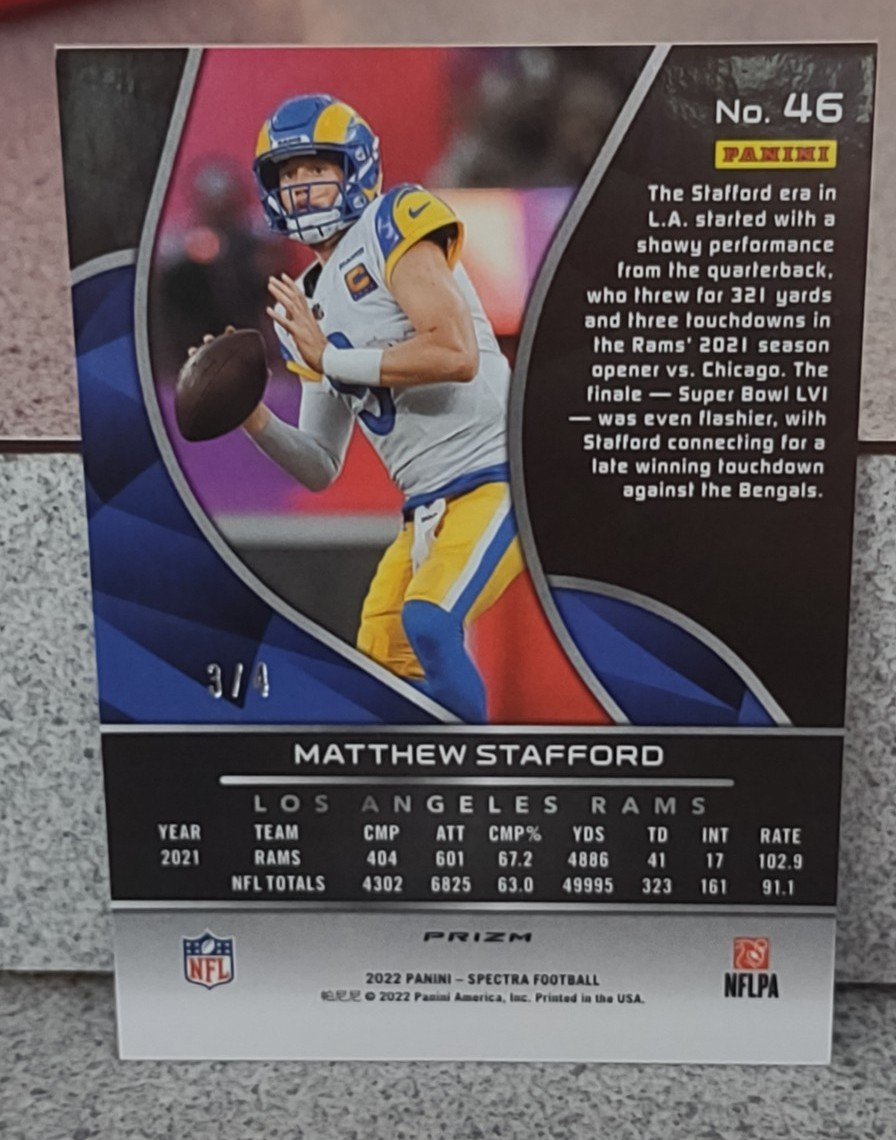 No. 46
PANINI
The Stafford era in
L.A. started with a
showy performance
from the quarterback,
who threw for 321 yards
and three touchdowns in
the Rams' 2021 season
opener vs. Chicago. The
finale — Super Bowl LVI
— was even flashier, with
Stafford connecting for a
late winning touchdown
against the Bengals.
C
9
3/4
MATTHEW STAFFORD
LOS ANGELES RAMS
YEAR TEAM CMP ATT CMP% YDS TD INT RATE
2021 RAMS 404 601 67.2 4886 41 17 102.9
NFL TOTALS 4302 6825 63.0 49995 323 161 91.1
PRIZM
NFL
2022 PANINI – SPECTRA FOOTBALL
帕尼尼 © 2022 Panini America, Inc. Printed in the USA.
NFLPA